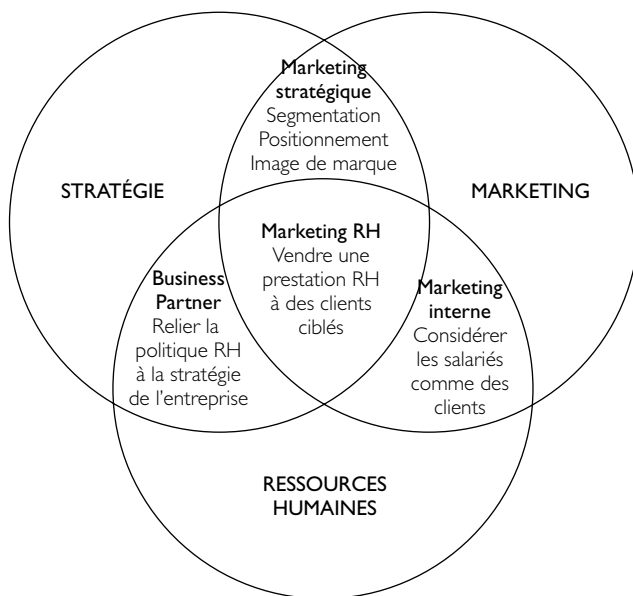 Marketing
stratégique
Segmentation
Positionnement
Image de marque
STRATÉGIE
MARKETING
Marketing RH
Vendre une
prestation RH
à des clients
ciblés
Business
Partner
Relier la
politique RH
à la stratégie
de l’entreprise
Marketing
interne
Considérer
les salariés
comme des
clients
RESSOURCES
HUMAINES